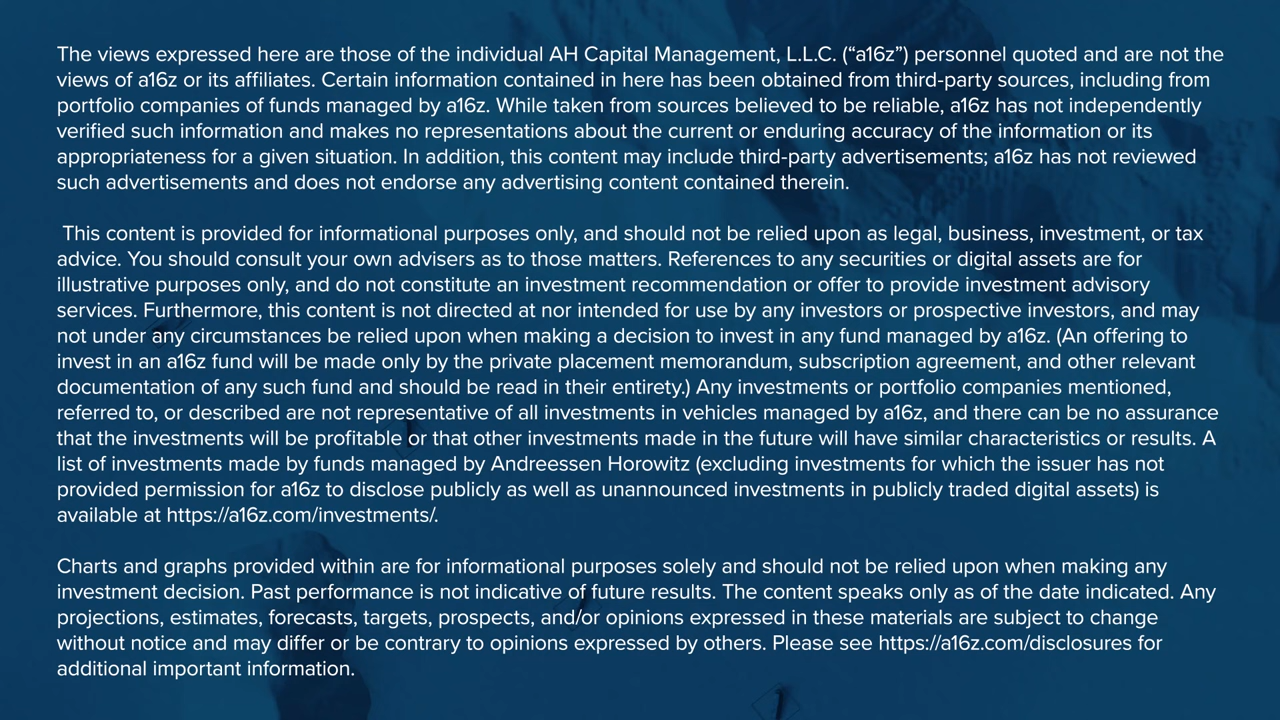 The views expressed here are those of the individual AH Capital Management, L.L.C. (“a16z”) personnel quoted and are not the
views of a16z or its affiliates. Certain information contained in here has been obtained from third-party sources, including from
portfolio companies of funds managed by a16z. While taken from sources believed to be reliable, a16z has not independently
verified such information and makes no representations about the current or enduring accuracy of the information or its
appropriateness for a given situation. In addition, this content may include third-party advertisements; a16z has not reviewed
such advertisements and does not endorse any advertising content contained therein.
This content is provided for informational purposes only, and should not be relied upon as legal, business, investment, or tax
advice. You should consult your own advisers as to those matters. References to any securities or digital assets are for
illustrative purposes only, and do not constitute an investment recommendation or offer to provide investment advisory
services. Furthermore, this content is not directed at nor intended for use by any investors or prospective investors, and may
not under any circumstances be relied upon when making a decision to invest in any fund managed by a16z. (An offering to
invest in an a16z fund will be made only by the private placement memorandum, subscription agreement, and other relevant
documentation of any such fund and should be read in their entirety.) Any investments or portfolio companies mentioned,
referred to, or described are not representative of all investments in vehicles managed by a16z, and there can be no assurance
that the investments will be profitable or that other investments made in the future will have similar characteristics or results. A
list of investments made by funds managed by Andreessen Horowitz (excluding investments for which the issuer has not
provided permission for a16z to disclose publicly as well as unannounced investments in publicly traded digital assets) is
available at https://a16z.com/investments/.
Charts and graphs provided within are for informational purposes solely and should not be relied upon when making any
investment decision. Past performance is not indicative of future results. The content speaks only as of the date indicated. Any
projections, estimates, forecasts, targets, prospects, and/or opinions expressed in these materials are subject to change
without notice and may differ or be contrary to opinions expressed by others. Please see https://a16z.com/disclosures for
additional important information.